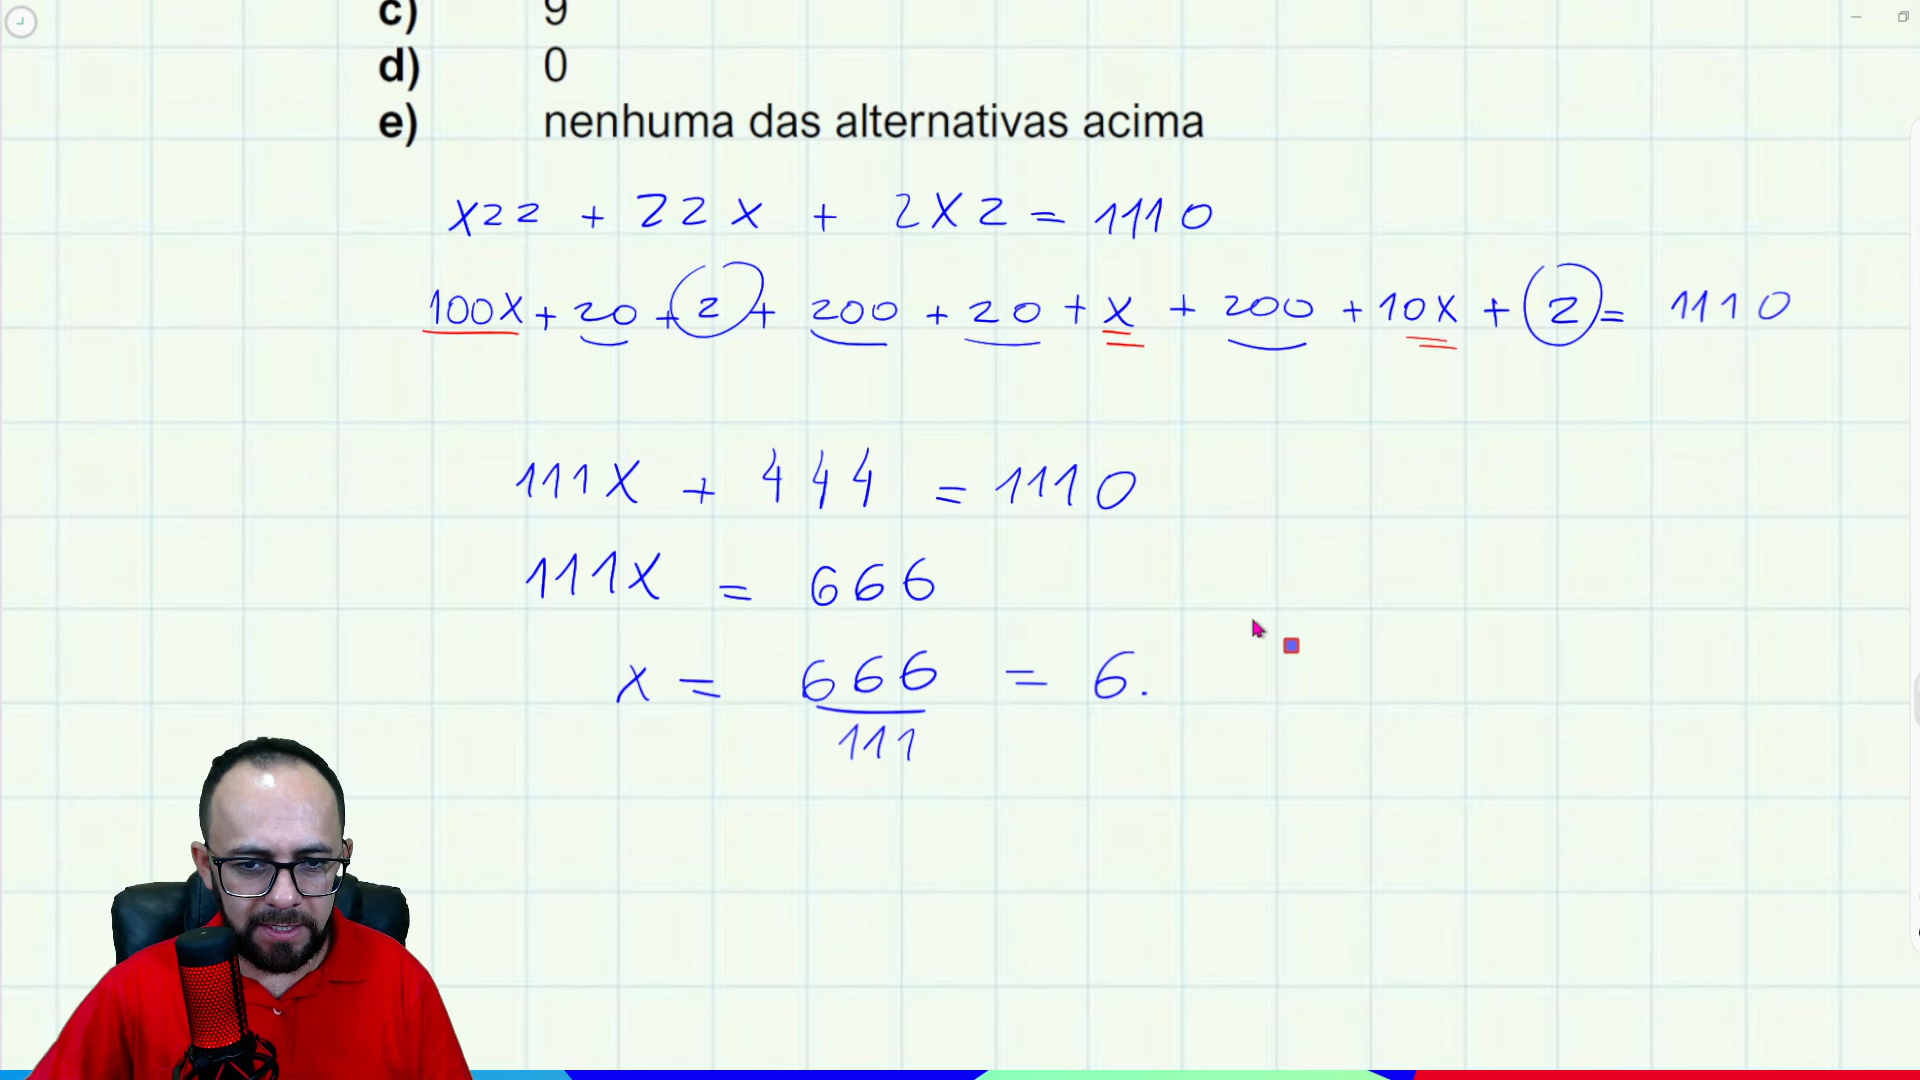 c) 9
d) 0
e) nenhuma das alternativas acima
x22 + 22x + 2x2 = 1110
100x + 20 + 2 + 200 + 20 + x + 200 + 10x + 2 = 1110
111x + 444 = 1110
111x = 666
x = 666 = 6.
111